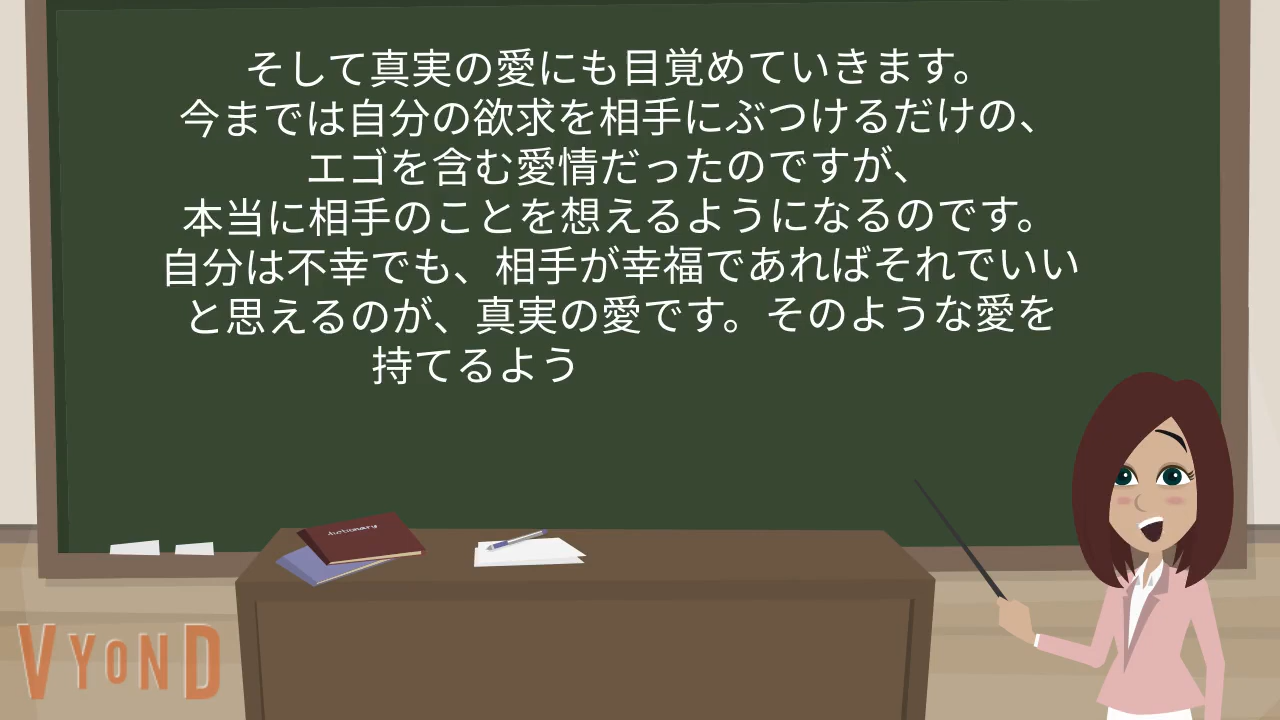 そして真実の愛にも目覚めていきます。
今までは自分の欲求を相手にぶつけるだけの、
エゴを含む愛情だったのですが、
本当に相手のことを想えるようになるのです。
自分は不幸でも、相手が幸福であればそれでいい
と思えるのが、真実の愛です。そのような愛を
持てるよう
dictionary
VYOND